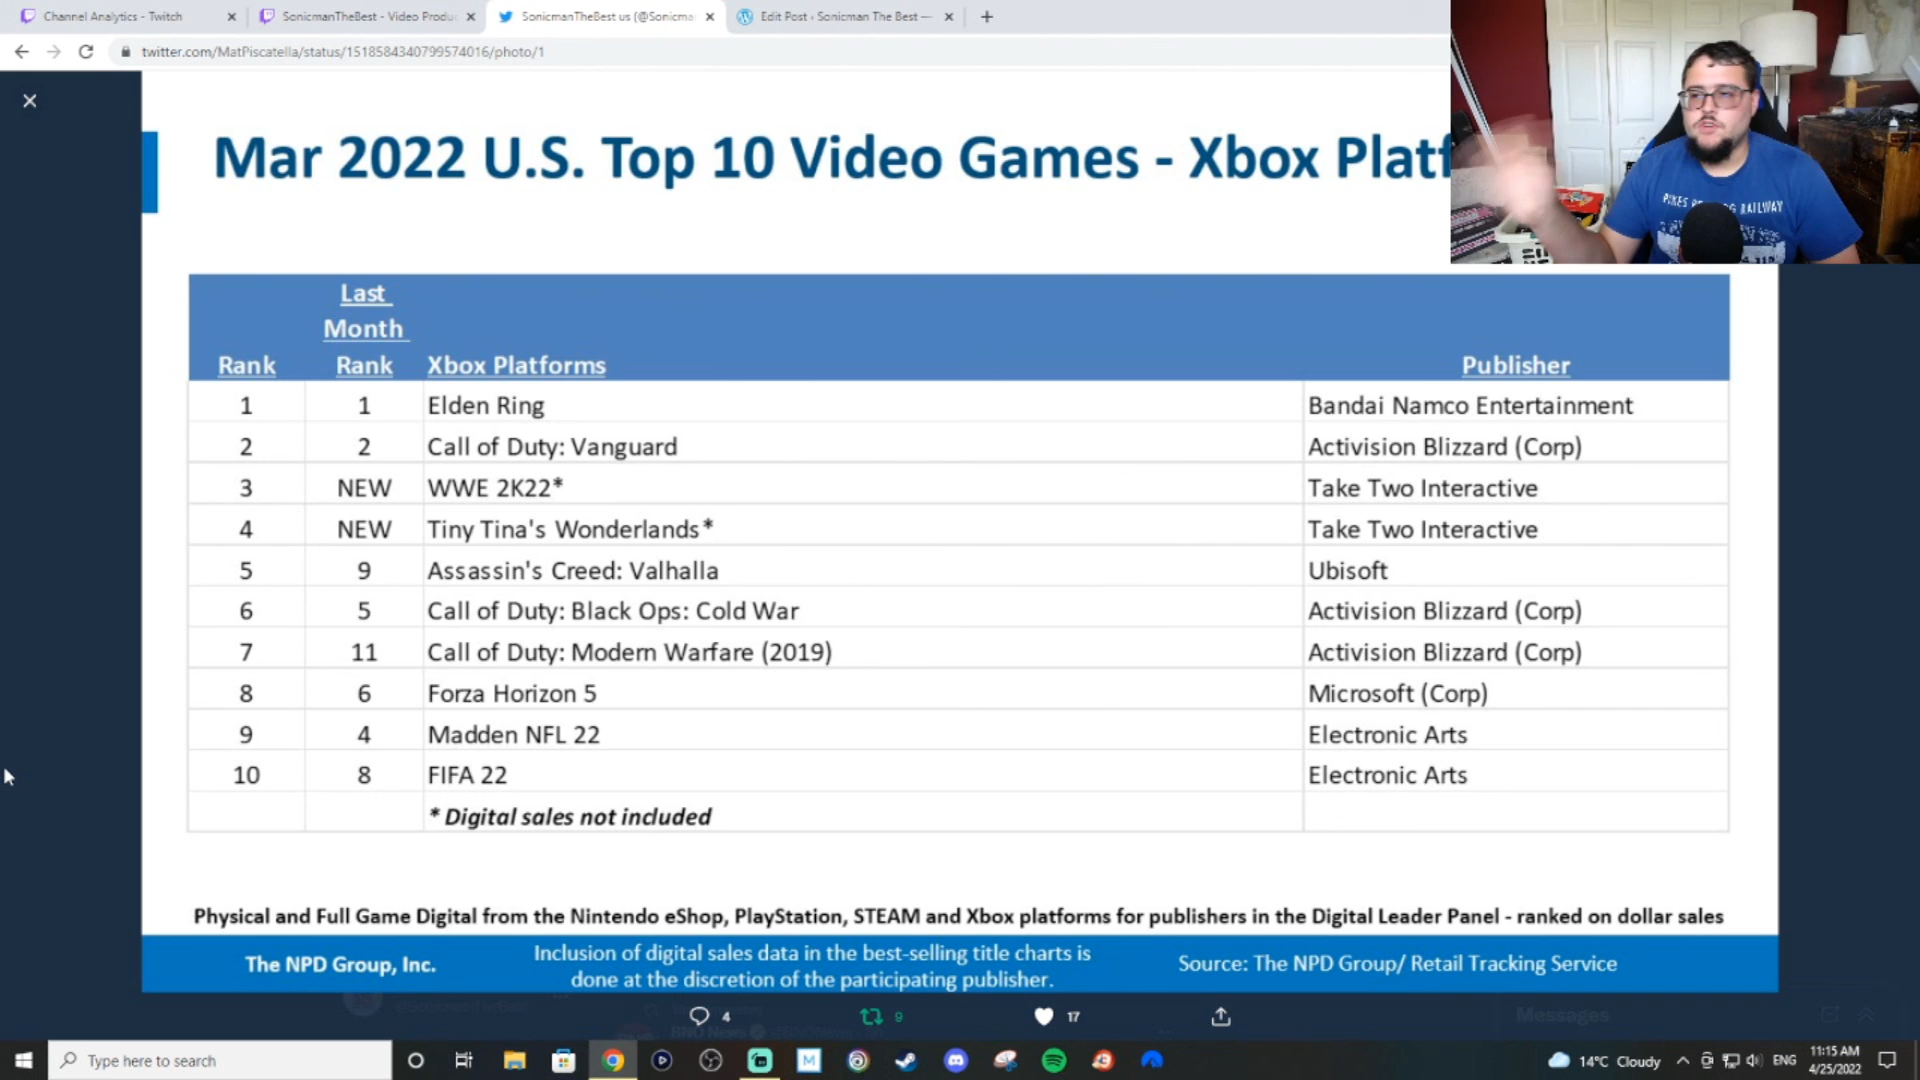 Channel Analytics - Twitch
SonicmanTheBest - Video Produc
SonicmanTheBest us (@Sonicma
Edit Post ‹ Sonicman The Best —
twitter.com/MatPiscatella/status/1518584340799574016/photo/1
Mar 2022 U.S. Top 10 Video Games - Xbox Platf
PIKES RAILWAY
Rank Last Month Rank Xbox Platforms Publisher
1 1 Elden Ring Bandai Namco Entertainment
2 2 Call of Duty: Vanguard Activision Blizzard (Corp)
3 NEW WWE 2K22* Take Two Interactive
4 NEW Tiny Tina's Wonderlands* Take Two Interactive
5 9 Assassin's Creed: Valhalla Ubisoft
6 5 Call of Duty: Black Ops: Cold War Activision Blizzard (Corp)
7 11 Call of Duty: Modern Warfare (2019) Activision Blizzard (Corp)
8 6 Forza Horizon 5 Microsoft (Corp)
9 4 Madden NFL 22 Electronic Arts
10 8 FIFA 22 Electronic Arts
* Digital sales not included
Physical and Full Game Digital from the Nintendo eShop, PlayStation, STEAM and Xbox platforms for publishers in the Digital Leader Panel - ranked on dollar sales
The NPD Group, Inc.
Inclusion of digital sales data in the best-selling title charts is
done at the discretion of the participating publisher.
Source: The NPD Group/ Retail Tracking Service
4 9 17
Messages
Type here to search
M
14°C Cloudy
ENG
11:15 AM
4/25/2022